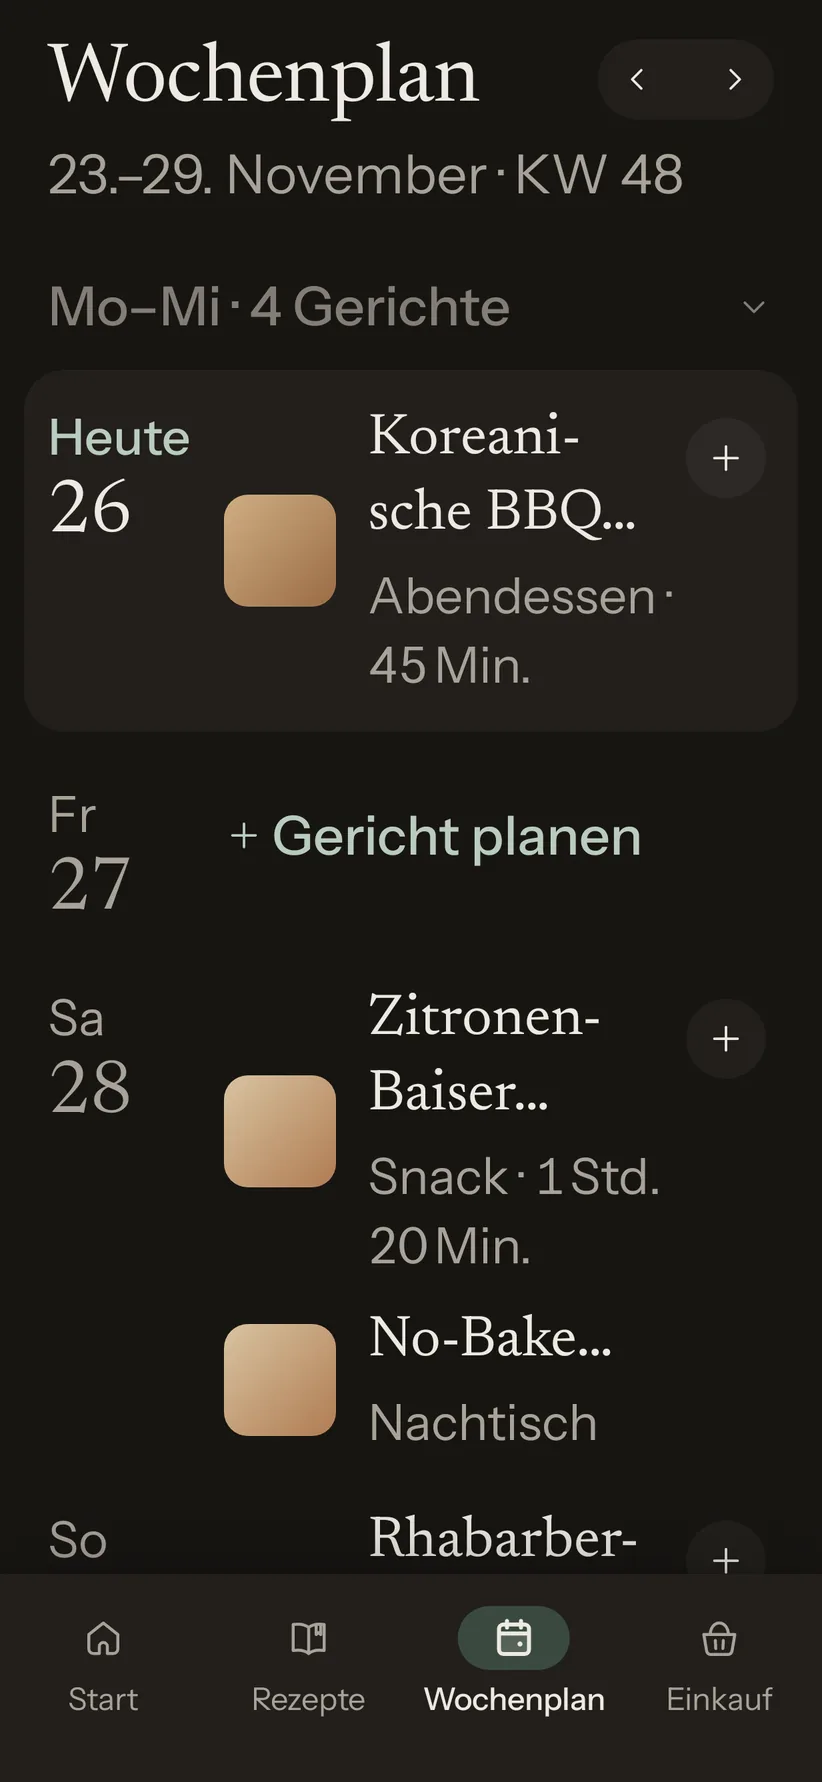 Wochenplan
23.–29. November · KW 48
Mo–Mi · 4 Gerichte
Heute
26
Koreani-
sche BBQ…
Abendessen ·
45 Min.
Fr
27
+ Gericht planen
Sa
28
Zitronen-
Baiser…
Snack · 1 Std.
20 Min.
No-Bake…
Nachtisch
So
Rhabarber-
Start
Rezepte
Wochenplan
Einkauf